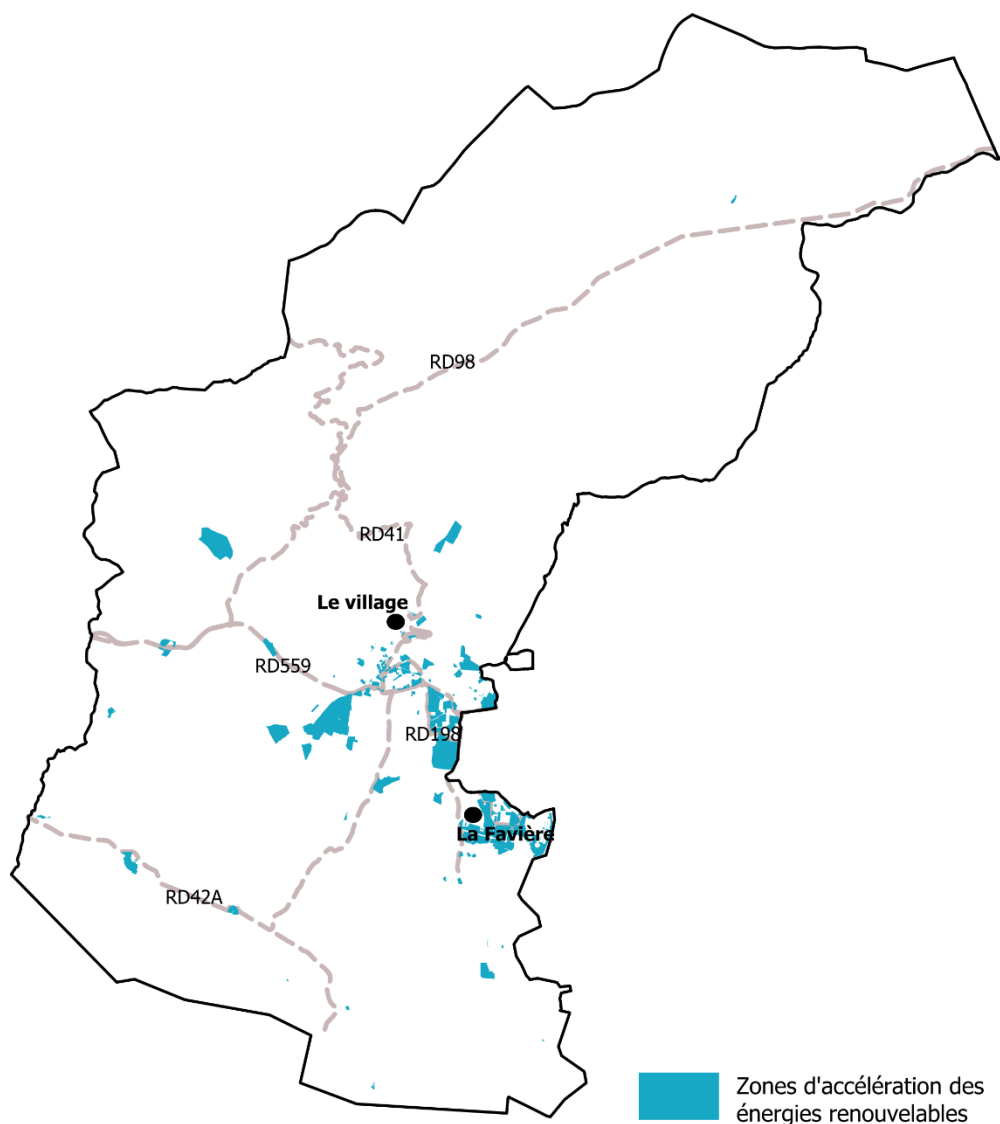 RD98
RD41
Le village
RD559
RD198
La Favière
RD42A
Zones d'accélération des
énergies renouvelables